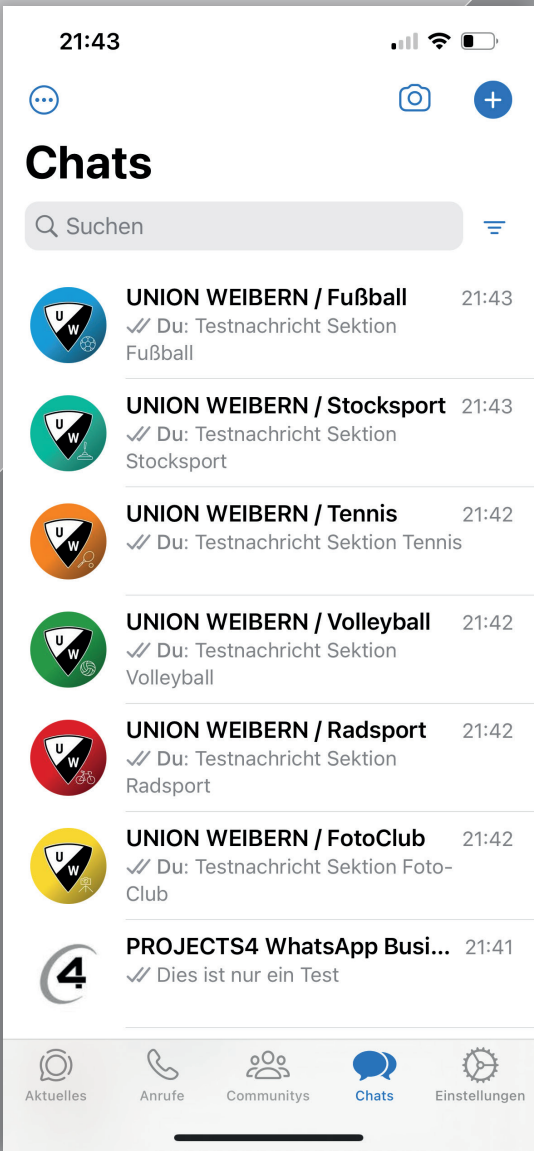 21:43
Chats
Suchen
UNION WEIBERN / Fußball 21:43
Du: Testnachricht Sektion
Fußball
UNION WEIBERN / Stocksport 21:43
Du: Testnachricht Sektion
Stocksport
UNION WEIBERN / Tennis 21:42
Du: Testnachricht Sektion Tennis
UNION WEIBERN / Volleyball 21:42
Du: Testnachricht Sektion
Volleyball
UNION WEIBERN / Radsport 21:42
Du: Testnachricht Sektion
Radsport
UNION WEIBERN / FotoClub 21:42
Du: Testnachricht Sektion Foto-
Club
PROJECTS4 WhatsApp Busi... 21:41
Dies ist nur ein Test
U W
U W
U W
U W
U W
U W
4
Aktuelles Anrufe Communitys Chats Einstellungen